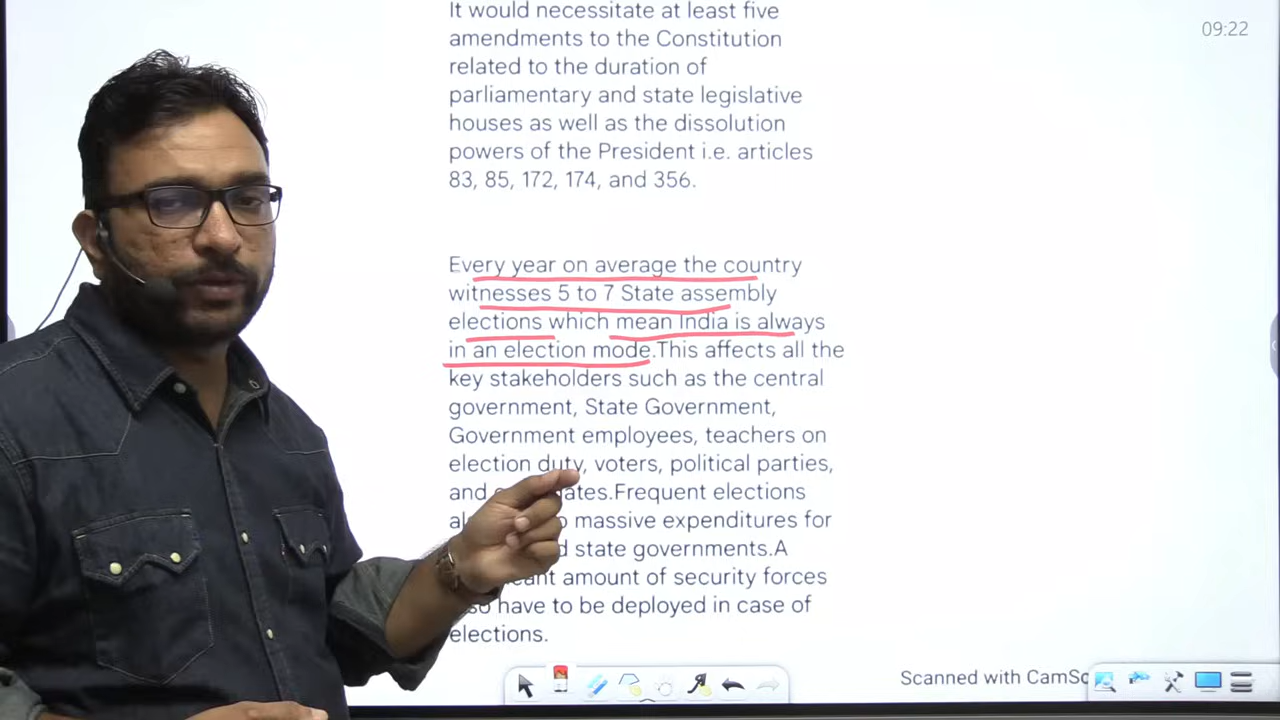 It would necessitate at least five
09:22
amendments to the Constitution
related to the duration of
parliamentary and state legislative
houses as well as the dissolution
powers of the President i.e. articles
83, 85, 172, 174, and 356.
Every year on average the country
witnesses 5 to 7 State assembly
elections which mean India is always
in an election mode.This affects all the
key stakeholders such as the central
government, State Government,
Government employees, teachers on
election duty, voters, political parties,
and
Frequent elections
massive expenditures for
state governments.A
amount of security forces
have to be deployed in case of
elections.
Scanned with